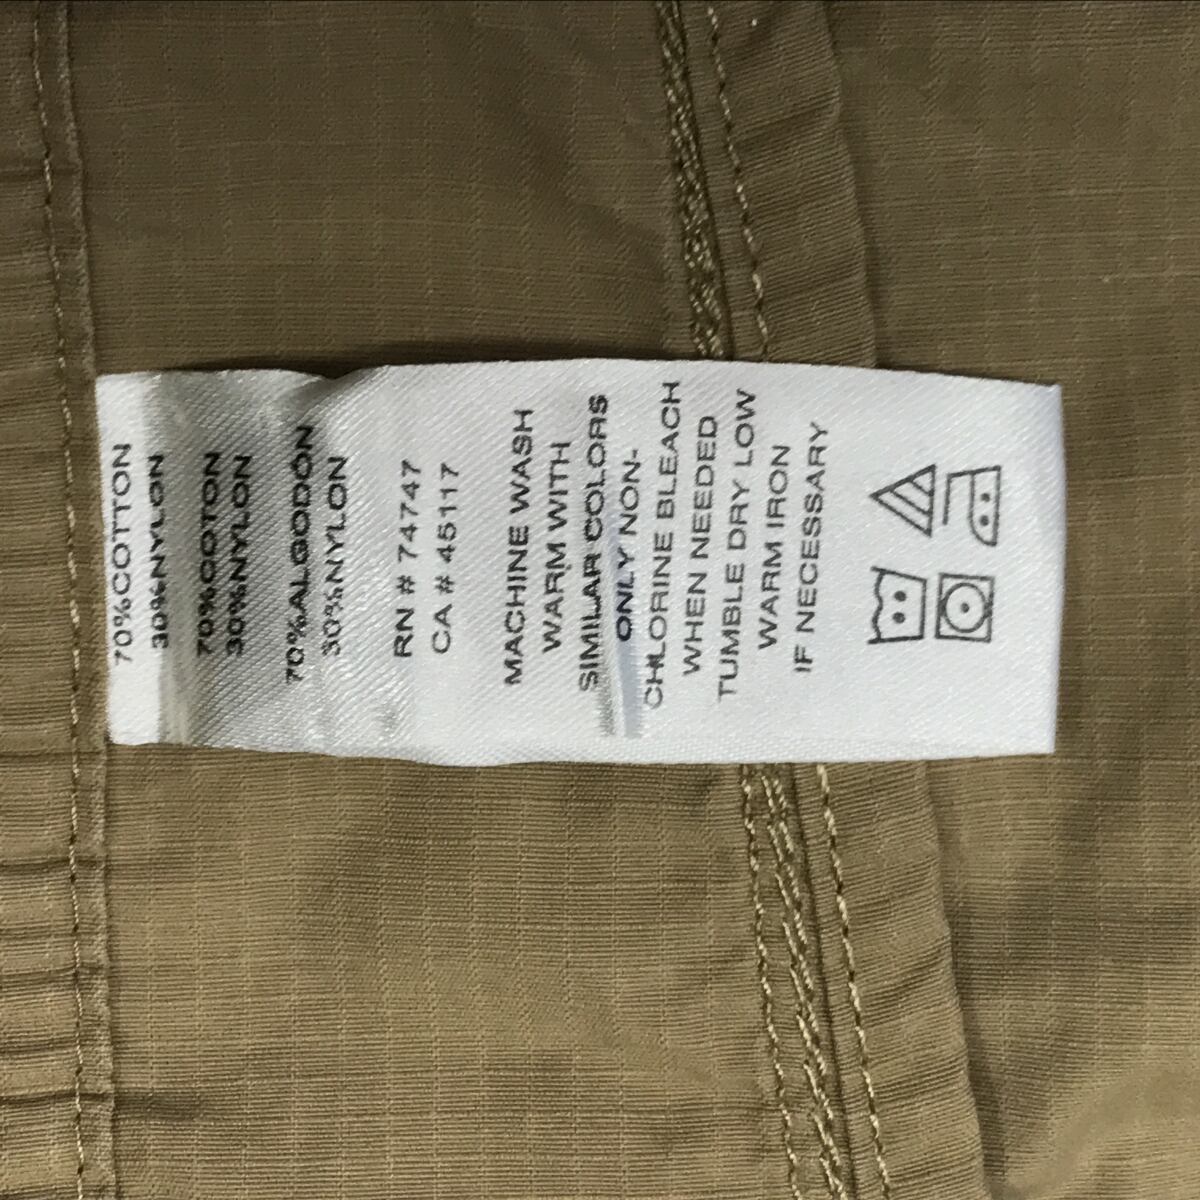 70%COTTON
30%NYLON
70%COTON
30%NYLON
70%ALGODÓN
30%NYLON
RN # 74747
CA # 45117
MACHINE WASH
WARM WITH
SIMILAR COLORS
ONLY NON-
CHLORINE BLEACH
WHEN NEEDED
TUMBLE DRY LOW
WARM IRON
IF NECESSARY